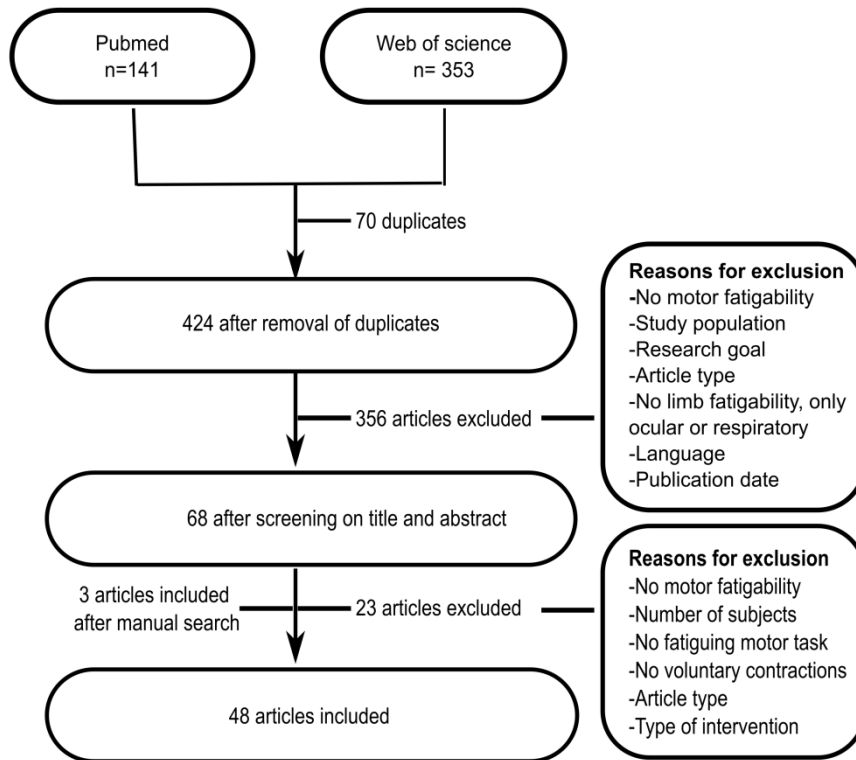 Pubmed
n=141
Web of science
n= 353
70 duplicates
424 after removal of duplicates
356 articles excluded
Reasons for exclusion
-No motor fatigability
-Study population
-Research goal
-Article type
-No limb fatigability, only
ocular or respiratory
-Language
-Publication date
68 after screening on title and abstract
3 articles included
after manual search
23 articles excluded
Reasons for exclusion
-No motor fatigability
-Number of subjects
-No fatiguing motor task
-No voluntary contractions
-Article type
-Type of intervention
48 articles included